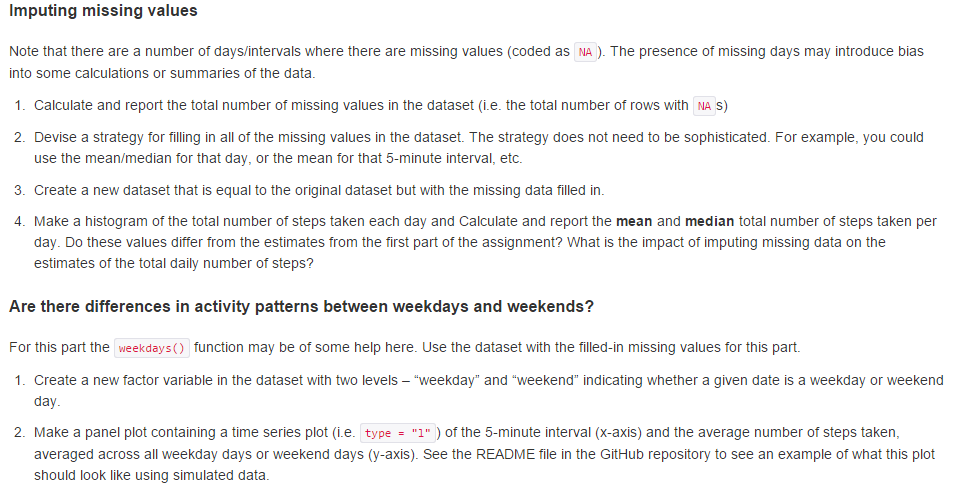 Imputing missing values
Note that there are a number of days/intervals where there are missing values (coded as NA ). The presence of missing days may introduce bias
into some calculations or summaries of the data.
1. Calculate and report the total number of missing values in the dataset (i.e. the total number of rows with NA s)
2. Devise a strategy for filling in all of the missing values in the dataset. The strategy does not need to be sophisticated. For example, you could
use the mean/median for that day, or the mean for that 5-minute interval, etc.
3. Create a new dataset that is equal to the original dataset but with the missing data filled in.
4. Make a histogram of the total number of steps taken each day and Calculate and report the mean and median total number of steps taken per
day. Do these values differ from the estimates from the first part of the assignment? What is the impact of imputing missing data on the
estimates of the total daily number of steps?
Are there differences in activity patterns between weekdays and weekends?
For this part the weekdays() function may be of some help here. Use the dataset with the filled-in missing values for this part.
1. Create a new factor variable in the dataset with two levels – “weekday” and “weekend” indicating whether a given date is a weekday or weekend
day.
2. Make a panel plot containing a time series plot (i.e. type = "l" ) of the 5-minute interval (x-axis) and the average number of steps taken,
averaged across all weekday days or weekend days (y-axis). See the README file in the GitHub repository to see an example of what this plot
should look like using simulated data.